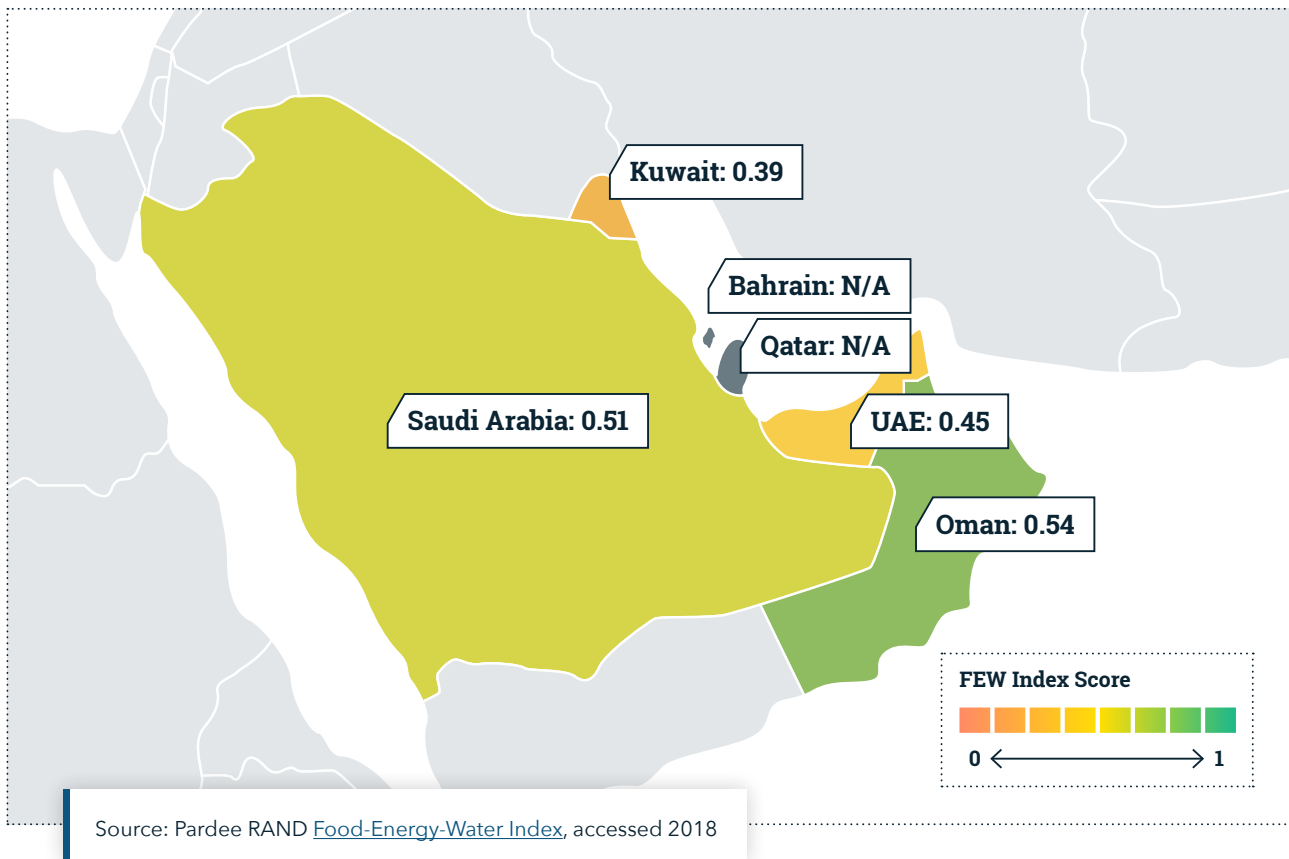 Kuwait: 0.39
Bahrain: N/A
Qatar: N/A
Saudi Arabia: 0.51
UAE: 0.45
Oman: 0.54
FEW Index Score
0 1
Source: Pardee RAND Food-Energy-Water Index, accessed 2018